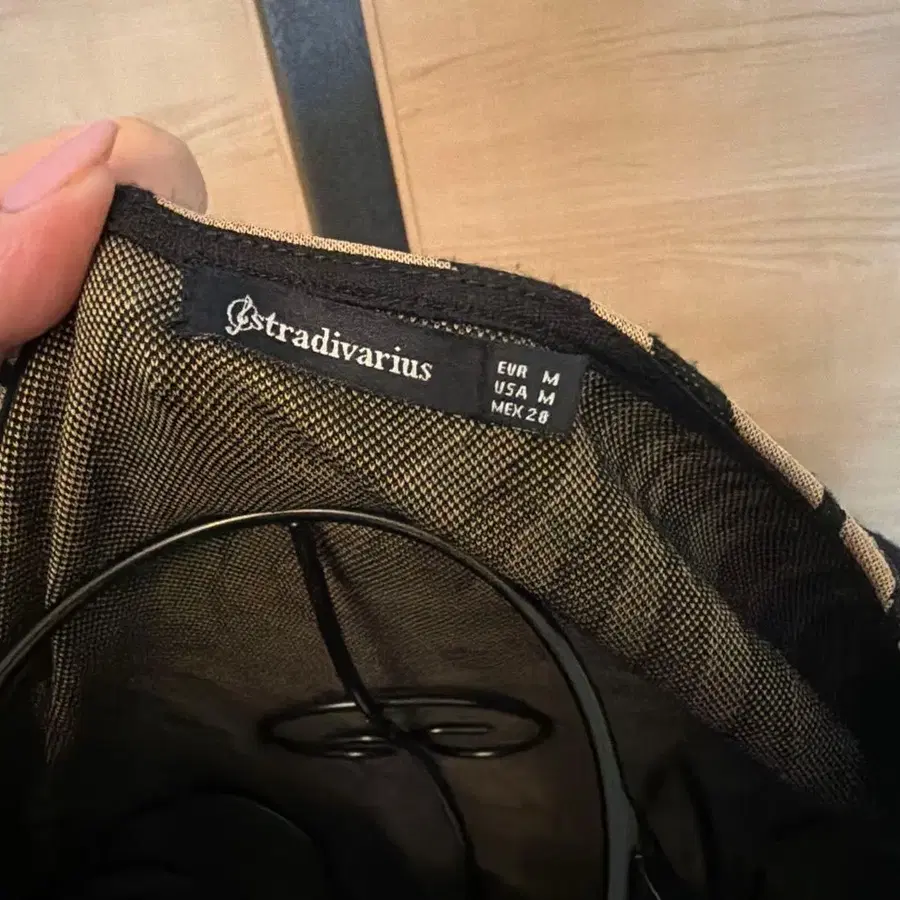 stradivarius
EUR M
USA M
MEX 28